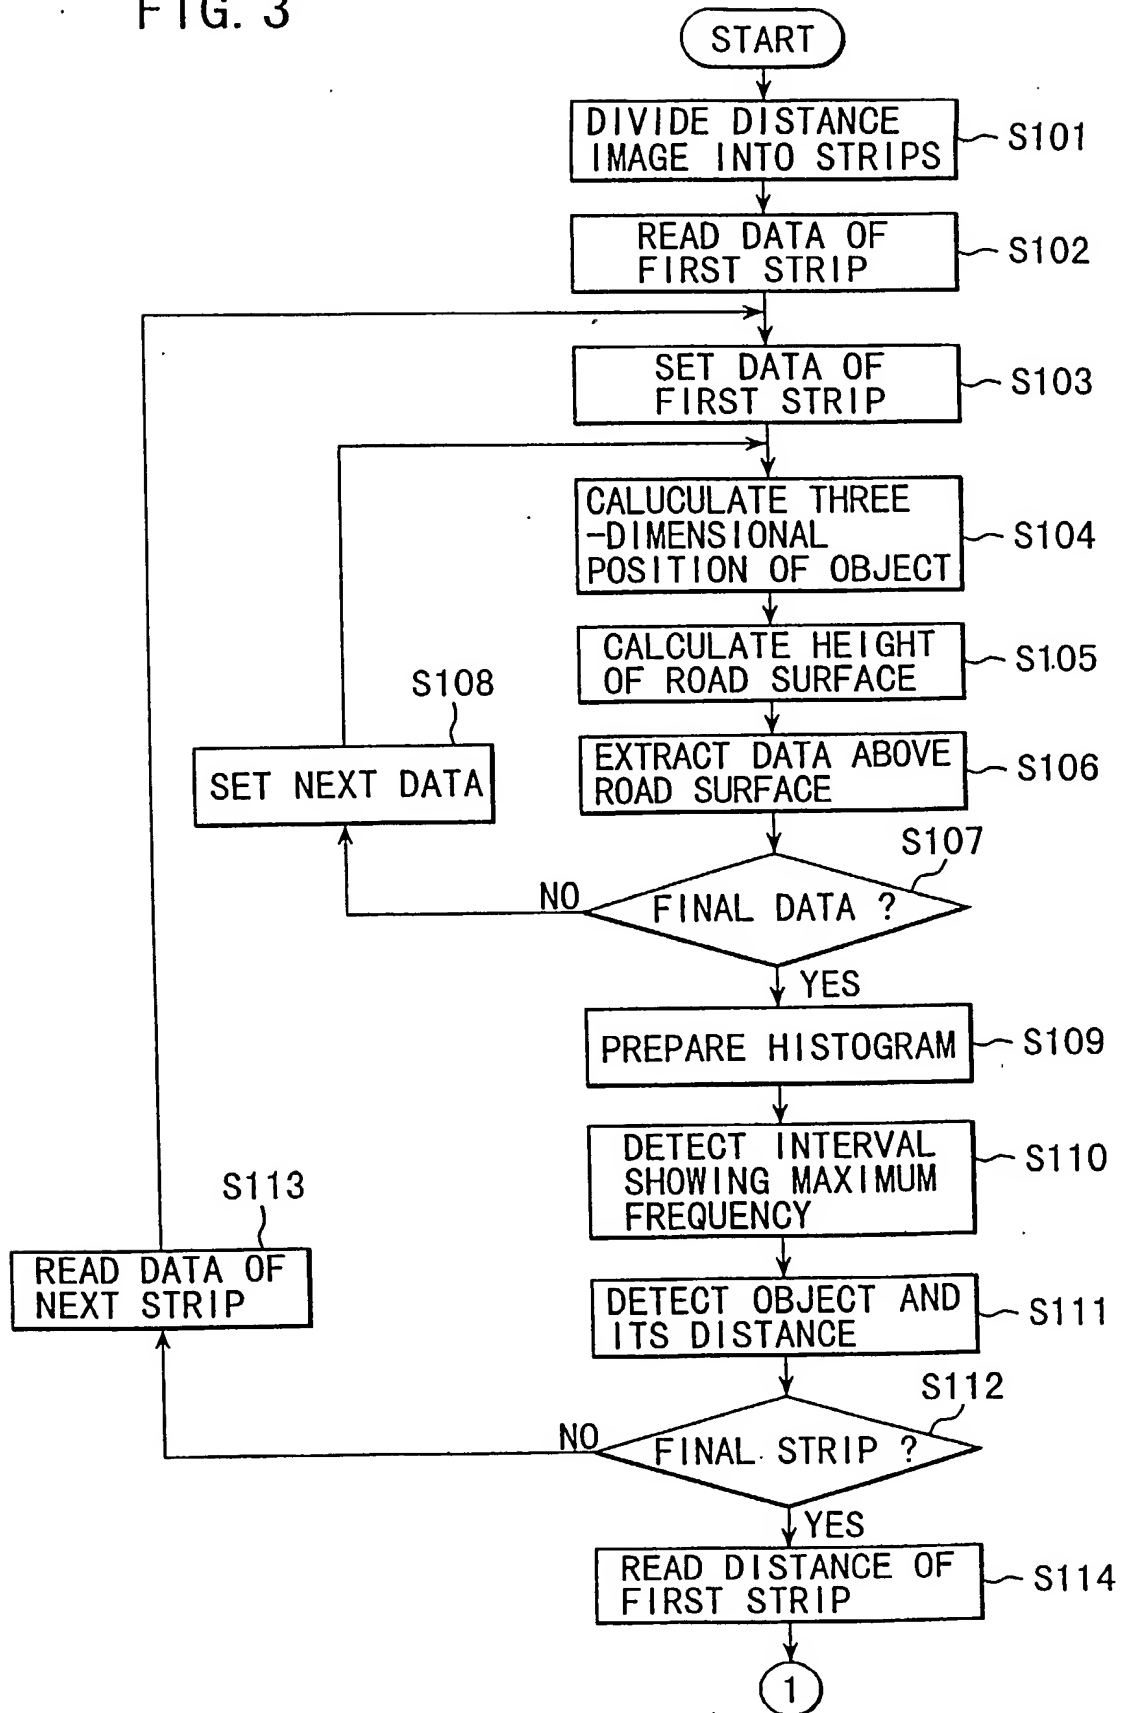 FIG. 3
START
DIVIDE DISTANCE
IMAGE INTO STRIPS
S101
READ DATA OF
FIRST STRIP
S102
SET DATA OF
FIRST STRIP
S103
CALUCULATE THREE
-DIMENSIONAL
POSITION OF OBJECT
S104
CALCULATE HEIGHT
OF ROAD SURFACE
S105
S108
SET NEXT DATA
EXTRACT DATA ABOVE
ROAD SURFACE
S106
S107
NO
FINAL DATA ?
YES
PREPARE HISTOGRAM
S109
DETECT INTERVAL
SHOWING MAXIMUM
FREQUENCY
S110
S113
READ DATA OF
NEXT STRIP
DETECT OBJECT AND
ITS DISTANCE
S111
S112
NO
FINAL STRIP ?
YES
READ DISTANCE OF
FIRST STRIP
S114
1